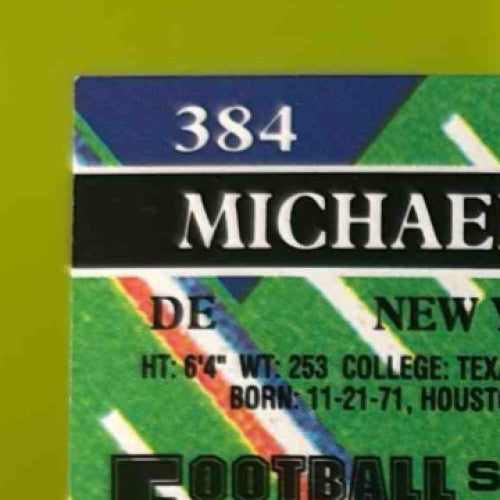 384
MICHAE
DE NEW
HT: 6'4" WT: 253 COLLEGE: TEXA
BORN: 11-21-71, HOUSTO
FOOTBALL S